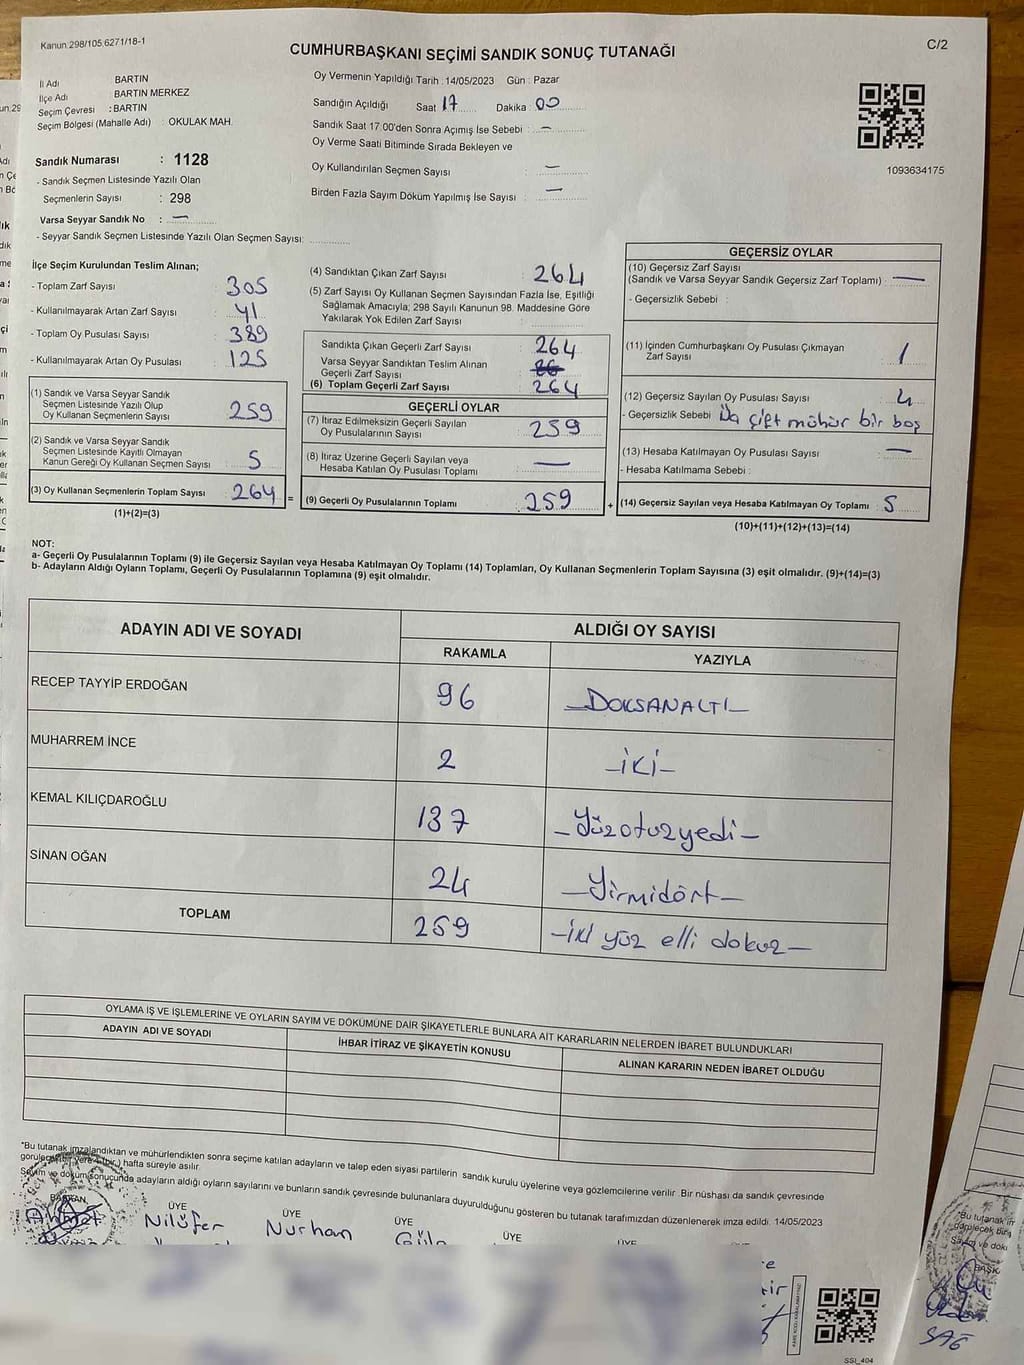 Kanun.298/105.6271/18-1
CUMHURBAŞKANI SEÇİMİ SANDIK SONUÇ TUTANAĞI
C/2
İl Adı BARTIN
İlçe Adı BARTIN MERKEZ
Seçim Çevresi : BARTIN
Seçim Bölgesi (Mahalle Adı) : OKULAK MAH.
Sandık Numarası : 1128
- Sandık Seçmen Listesinde Yazılı Olan
Seçmenlerin Sayısı : 298
Varsa Seyyar Sandık No : —
- Seyyar Sandık Seçmen Listesinde Yazılı Olan Seçmen Sayısı:
Oy Vermenin Yapıldığı Tarih : 14/05/2023 Gün : Pazar
Sandığın Açıldığı Saat 17 Dakika : 00
Sandık Saat 17:00'den Sonra Açımış İse Sebebi : —
Oy Verme Saati Bitiminde Sırada Bekleyen ve
Oy Kullandırılan Seçmen Sayısı : —
Birden Fazla Sayım Döküm Yapılmış İse Sayısı : —
1093634175
İlçe Seçim Kurulundan Teslim Alınan;
- Toplam Zarf Sayısı : 305
- Kullanılmayarak Artan Zarf Sayısı : 41
- Toplam Oy Pusulası Sayısı : 389
- Kullanılmayarak Artan Oy Pusulası : 125
(1) Sandık ve Varsa Seyyar Sandık
Seçmen Listesinde Yazılı Olup
Oy Kullanan Seçmenlerin Sayısı : 259
(2) Sandık ve Varsa Seyyar Sandık
Seçmen Listesinde Kayıtlı Olmayan
Kanun Gereği Oy Kullanan Seçmen Sayısı : 5
(3) Oy Kullanan Seçmenlerin Toplam Sayısı : 264 =
(1)+(2)=(3)
(4) Sandıktan Çıkan Zarf Sayısı : 264
(5) Zarf Sayısı Oy Kullanan Seçmen Sayısından Fazla İse, Eşitliği
Sağlamak Amacıyla; 298 Sayılı Kanunun 98. Maddesine Göre
Yakılarak Yok Edilen Zarf Sayısı :
Sandıkta Çıkan Geçerli Zarf Sayısı : 264
Varsa Seyyar Sandıktan Teslim Alınan
Geçerli Zarf Sayısı :
(6) Toplam Geçerli Zarf Sayısı : 264
GEÇERLİ OYLAR
(7) İtıraz Edilmeksizin Geçerli Sayılan
Oy Pusulalarının Sayısı : 259
(8) İtıraz Üzerine Geçerli Sayılan veya
Hesaba Katılan Oy Pusulası Toplamı : —
(9) Geçerli Oy Pusulalarının Toplamı : 259 +
GEÇERSİZ OYLAR
(10) Geçersiz Zarf Sayısı
(Sandık ve Varsa Seyyar Sandık Geçersiz Zarf Toplamı) : —
- Geçersizlik Sebebi :
(11) İçinden Cumhurbaşkanı Oy Pusulası Çıkmayan
Zarf Sayısı : 1
(12) Geçersiz Sayılan Oy Pusulası Sayısı : 4
- Geçersizlik Sebebi : Üç çift mühür bir boş
(13) Hesaba Katılmayan Oy Pusulası Sayısı : —
- Hesaba Katılmama Sebebi :
(14) Geçersiz Sayılan veya Hesaba Katılmayan Oy Toplamı : 5
(10)+(11)+(12)+(13)=(14)
NOT:
a- Geçerli Oy Pusulalarının Toplamı (9) ile Geçersiz Sayılan veya Hesaba Katılmayan Oy Toplamı (14) Toplamları, Oy Kullanan Seçmenlerin Toplam Sayısına (3) eşit olmalıdır. (9)+(14)=(3)
b- Adayların Aldığı Oyların Toplamı, Geçerli Oy Pusulalarının Toplamına (9) eşit olmalıdır.
ADAYIN ADI VE SOYADI ALDIĞI OY SAYISI
RAKAMLA YAZIYLA
RECEP TAYYİP ERDOĞAN 96 —DOKSANALTI—
MUHARREM İNCE 2 —İKİ—
KEMAL KILIÇDAROĞLU 137 —Yüzotuzyedi—
SİNAN OĞAN 24 —Yirmidört—
TOPLAM 259 —iki yüz elli dokuz—
OYLAMA İŞ VE İŞLEMLERİNE VE OYLARIN SAYIM VE DÖKÜMÜNE DAİR ŞİKAYETLERLE BUNLARA AİT KARARLARIN NELERDEN İBARET BULUNDUKLARI
ADAYIN ADI VE SOYADI İHBAR İTİRAZ VE ŞİKAYETİN KONUSU ALINAN KARARIN NEDEN İBARET OLDUĞU
*Bu tutanak imzalandıktan ve mühürlendikten sonra seçime katılan adayların ve talep eden siyasi partilerin sandık kurulu üyelerine veya gözlemcilerine verilir. Bir nüshası da sandık çevresinde
görülecek bir yere 1 (bir) hafta süreyle asılır.
Sayım ve döküm sonucunda adayların aldığı oyların sayılarını ve bunların sandık çevresinde bulunanlara duyurulduğunu gösteren bu tutanak tarafımızdan düzenlenerek imza edildi. 14/05/2023
BAŞKAN ÜYE ÜYE ÜYE ÜYE ÜYE
Ahmet Nilüfer Nurhan
SSI_404
*Bu tutanak
görülecek
Sayım ve dökü
BAŞK
SAĞ